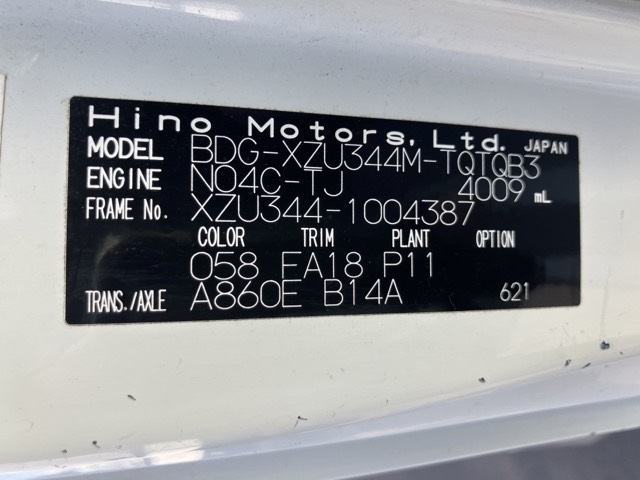 Hino Motors, Ltd. JAPAN
MODEL BDG-XZU344M-TQTQB3
ENGINE N04C-TJ 4009 mL
FRAME No. XZU344-1004387
COLOR TRIM PLANT OPTION
058 FA18 P11
TRANS./AXLE A860E B14A 621